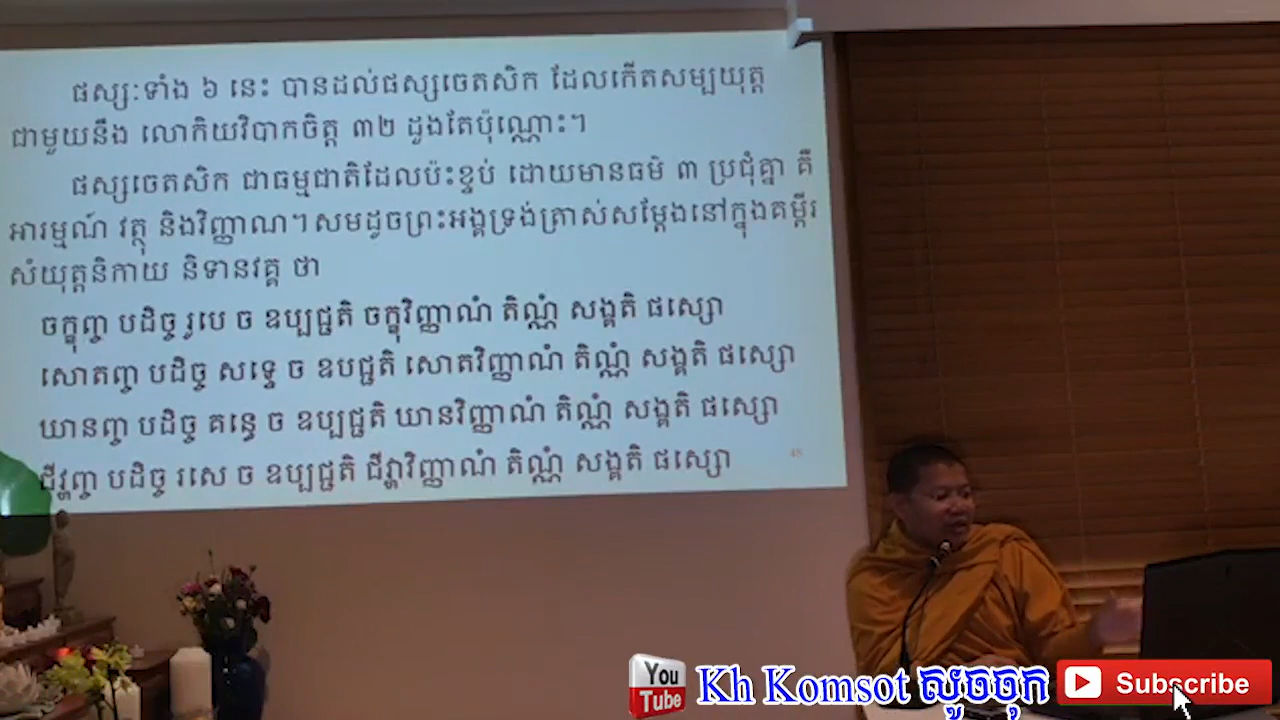 ផស្សៈទាំង ៦ នេះ បានដល់ផស្សចេតសិក ដែលកើតសម្បយុត្ត
ជាមួយនឹង លោកិយវិបាកចិត្ត ៣២ ដួងតែប៉ុណ្ណោះ។
ផស្សចេតសិក ជាធម្មជាតិដែលប៉ះខ្ទប់ ដោយមានធម៌ ៣ ប្រជុំគ្នា គឺ
អារម្មណ៍ វត្ថុ និងវិញ្ញាណ។ សមដូចព្រះអង្គទ្រង់ត្រាស់សម្តែងនៅក្នុងគម្ពីរ
សំយុត្តនិកាយ និទានវគ្គ ថា
ចក្ខុញ្ច បដិច្ច រូបេ ច ឧប្បជ្ជតិ ចក្ខុវិញ្ញាណំ តិណ្ណំ សង្គតិ ផស្សោ
សោតញ្ច បដិច្ច សទ្ទេ ច ឧបជ្ជតិ សោតវិញ្ញាណំ តិណ្ណំ សង្គតិ ផស្សោ
ឃានញ្ច បដិច្ច គន្ធេ ច ឧប្បជ្ជតិ ឃានវិញ្ញាណំ តិណ្ណំ សង្គតិ ផស្សោ
ជីវ្ហញ្ច បដិច្ច រសេ ច ឧប្បជ្ជតិ ជីវ្ហាវិញ្ញាណំ តិណ្ណំ សង្គតិ ផស្សោ
You Tube Kh Komsot សូចចុក Subscribe